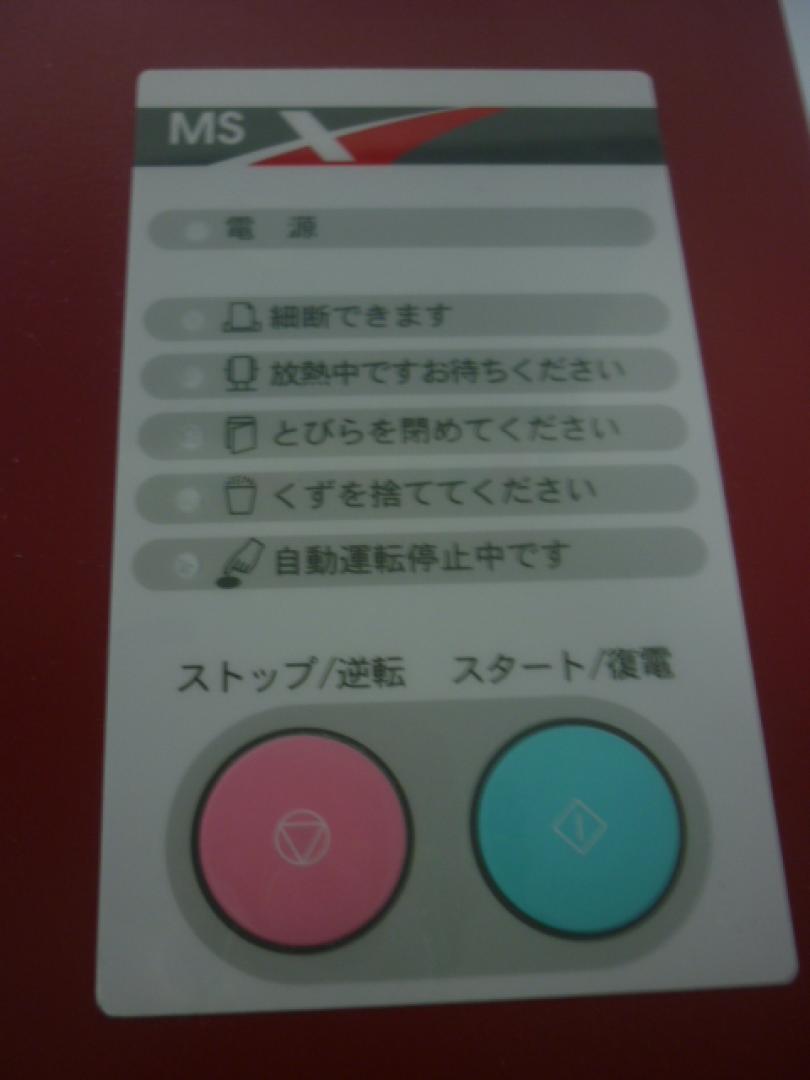 MS X
電 源
細断できます
放熱中ですお待ちください
とびらを閉めてください
くずを捨ててください
自動運転停止中です
ストップ/逆転 スタート/復電